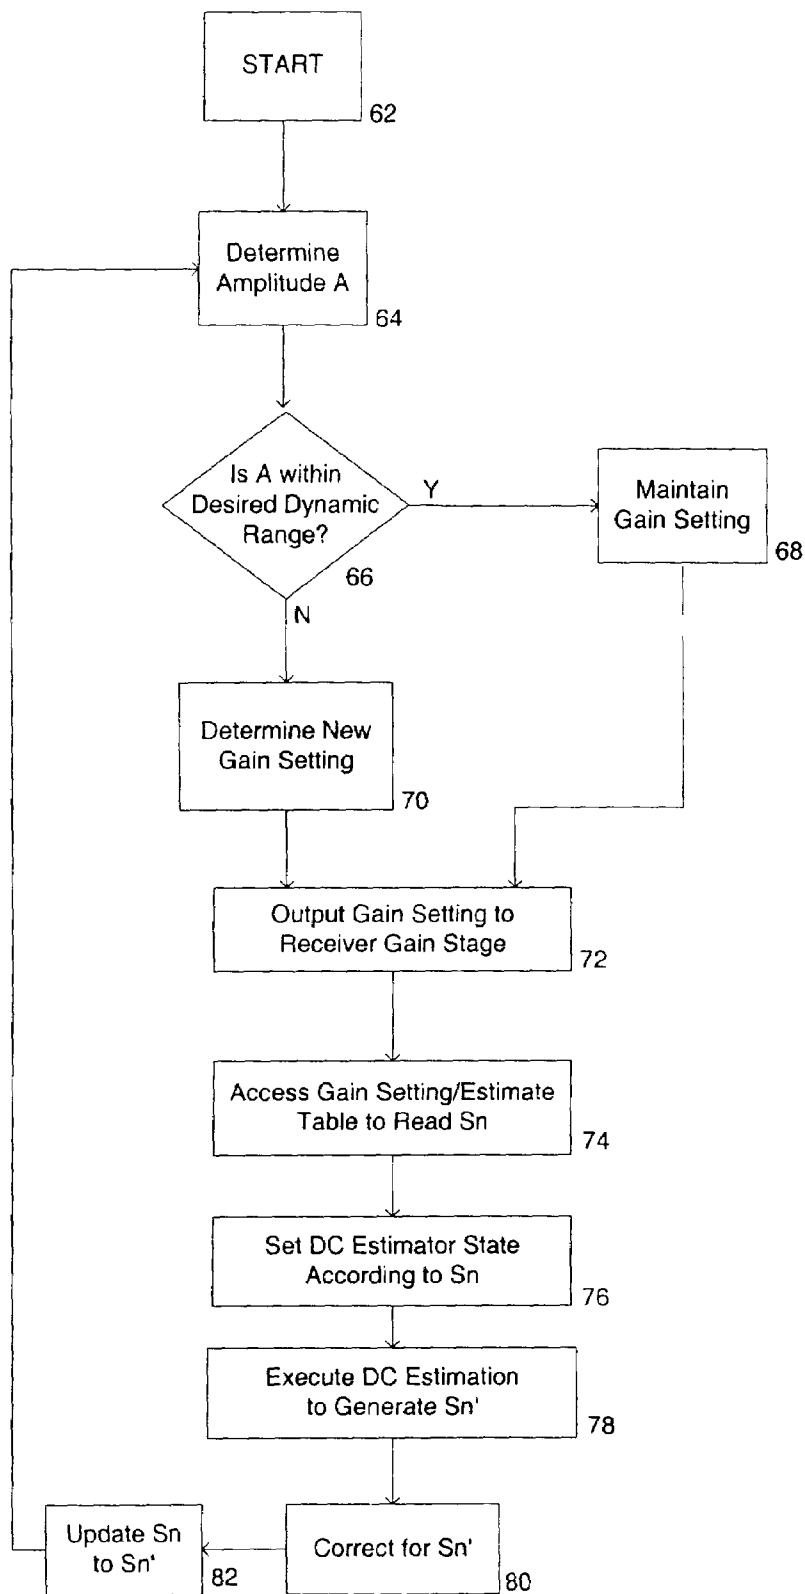 START
62
Determine
Amplitude A
64
Is A within
Desired Dynamic
Range?
66
Y
N
Maintain
Gain Setting
68
Determine New
Gain Setting
70
Output Gain Setting to
Receiver Gain Stage
72
Access Gain Setting/Estimate
Table to Read Sn
74
Set DC Estimator State
According to Sn
76
Execute DC Estimation
to Generate Sn'
78
Correct for Sn'
80
Update Sn
to Sn'
82